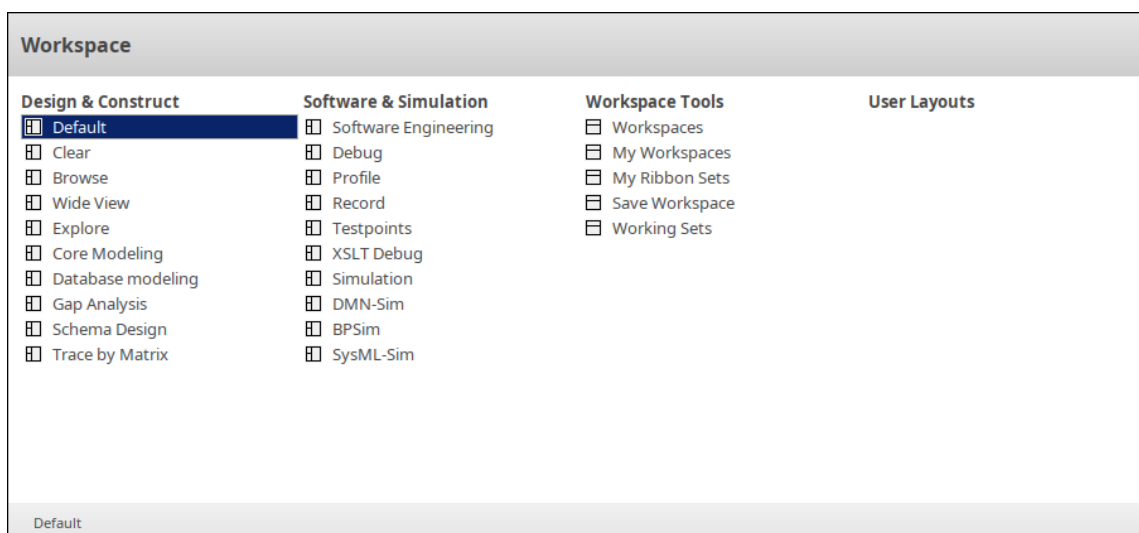 Workspace
Design & Construct
Default
Clear
Browse
Wide View
Explore
Core Modeling
Database modeling
Gap Analysis
Schema Design
Trace by Matrix
Software & Simulation
Software Engineering
Debug
Profile
Record
Testpoints
XSLT Debug
Simulation
DMN-Sim
BPSim
SysML-Sim
Workspace Tools
Workspaces
My Workspaces
My Ribbon Sets
Save Workspace
Working Sets
User Layouts
Default